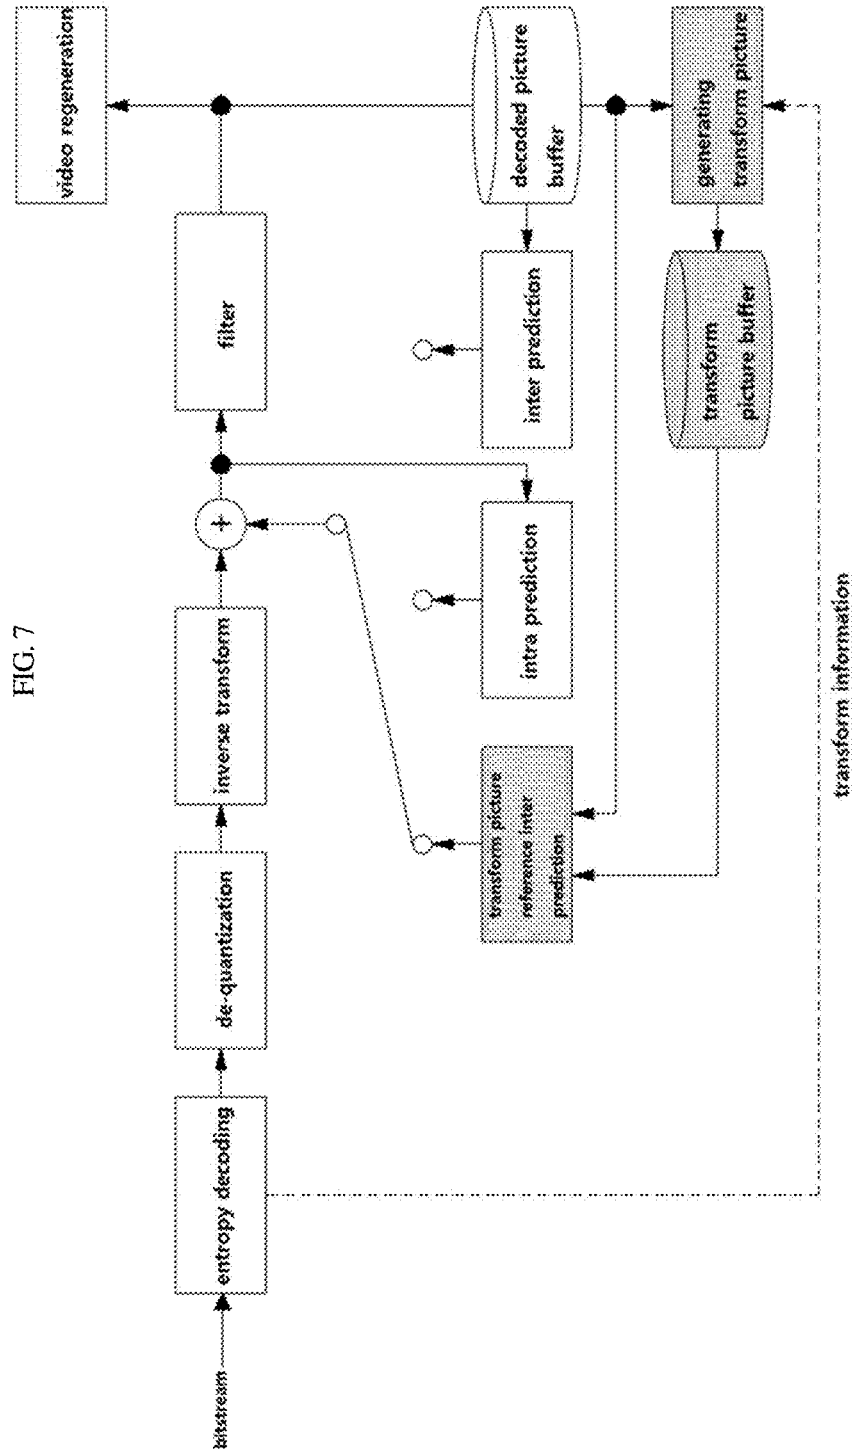 FIG. 7
bitstream
entropy decoding
de-quantization
inverse transform
+
filter
video regeneration
transform picture
reference inter
prediction
intra prediction
inter prediction
decoded picture
buffer
transform
picture buffer
generating
transform picture
transform information